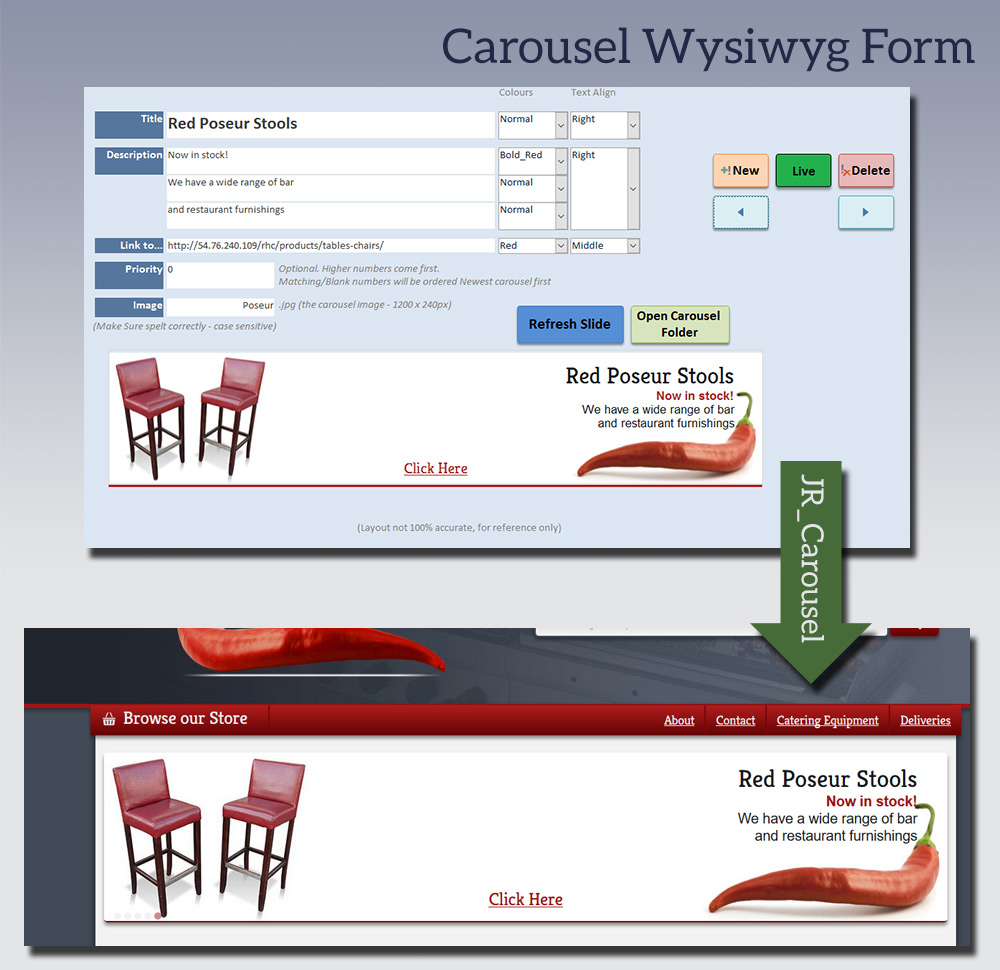 Carousel Wysiwyg Form
Colours Text Align
Title Red Poseur Stools Normal Right
Description Now in stock! Bold_Red Right
We have a wide range of bar Normal
and restaurant furnishings Normal
+! New Live Delete
Link to... http://54.76.240.109/rhc/products/tables-chairs/ Red Middle
Priority 0 Optional. Higher numbers come first.
Matching/Blank numbers will be ordered Newest carousel first
Image Poseur .jpg (the carousel image - 1200 x 240px)
(Make Sure spelt correctly - case sensitive)
Refresh Slide
Open Carousel
Folder
Red Poseur Stools
Now in stock!
We have a wide range of bar
and restaurant furnishings
Click Here
(Layout not 100% accurate, for reference only)
JR_Carousel
Browse our Store About Contact Catering Equipment Deliveries
Red Poseur Stools
Now in stock!
We have a wide range of bar
and restaurant furnishings
Click Here